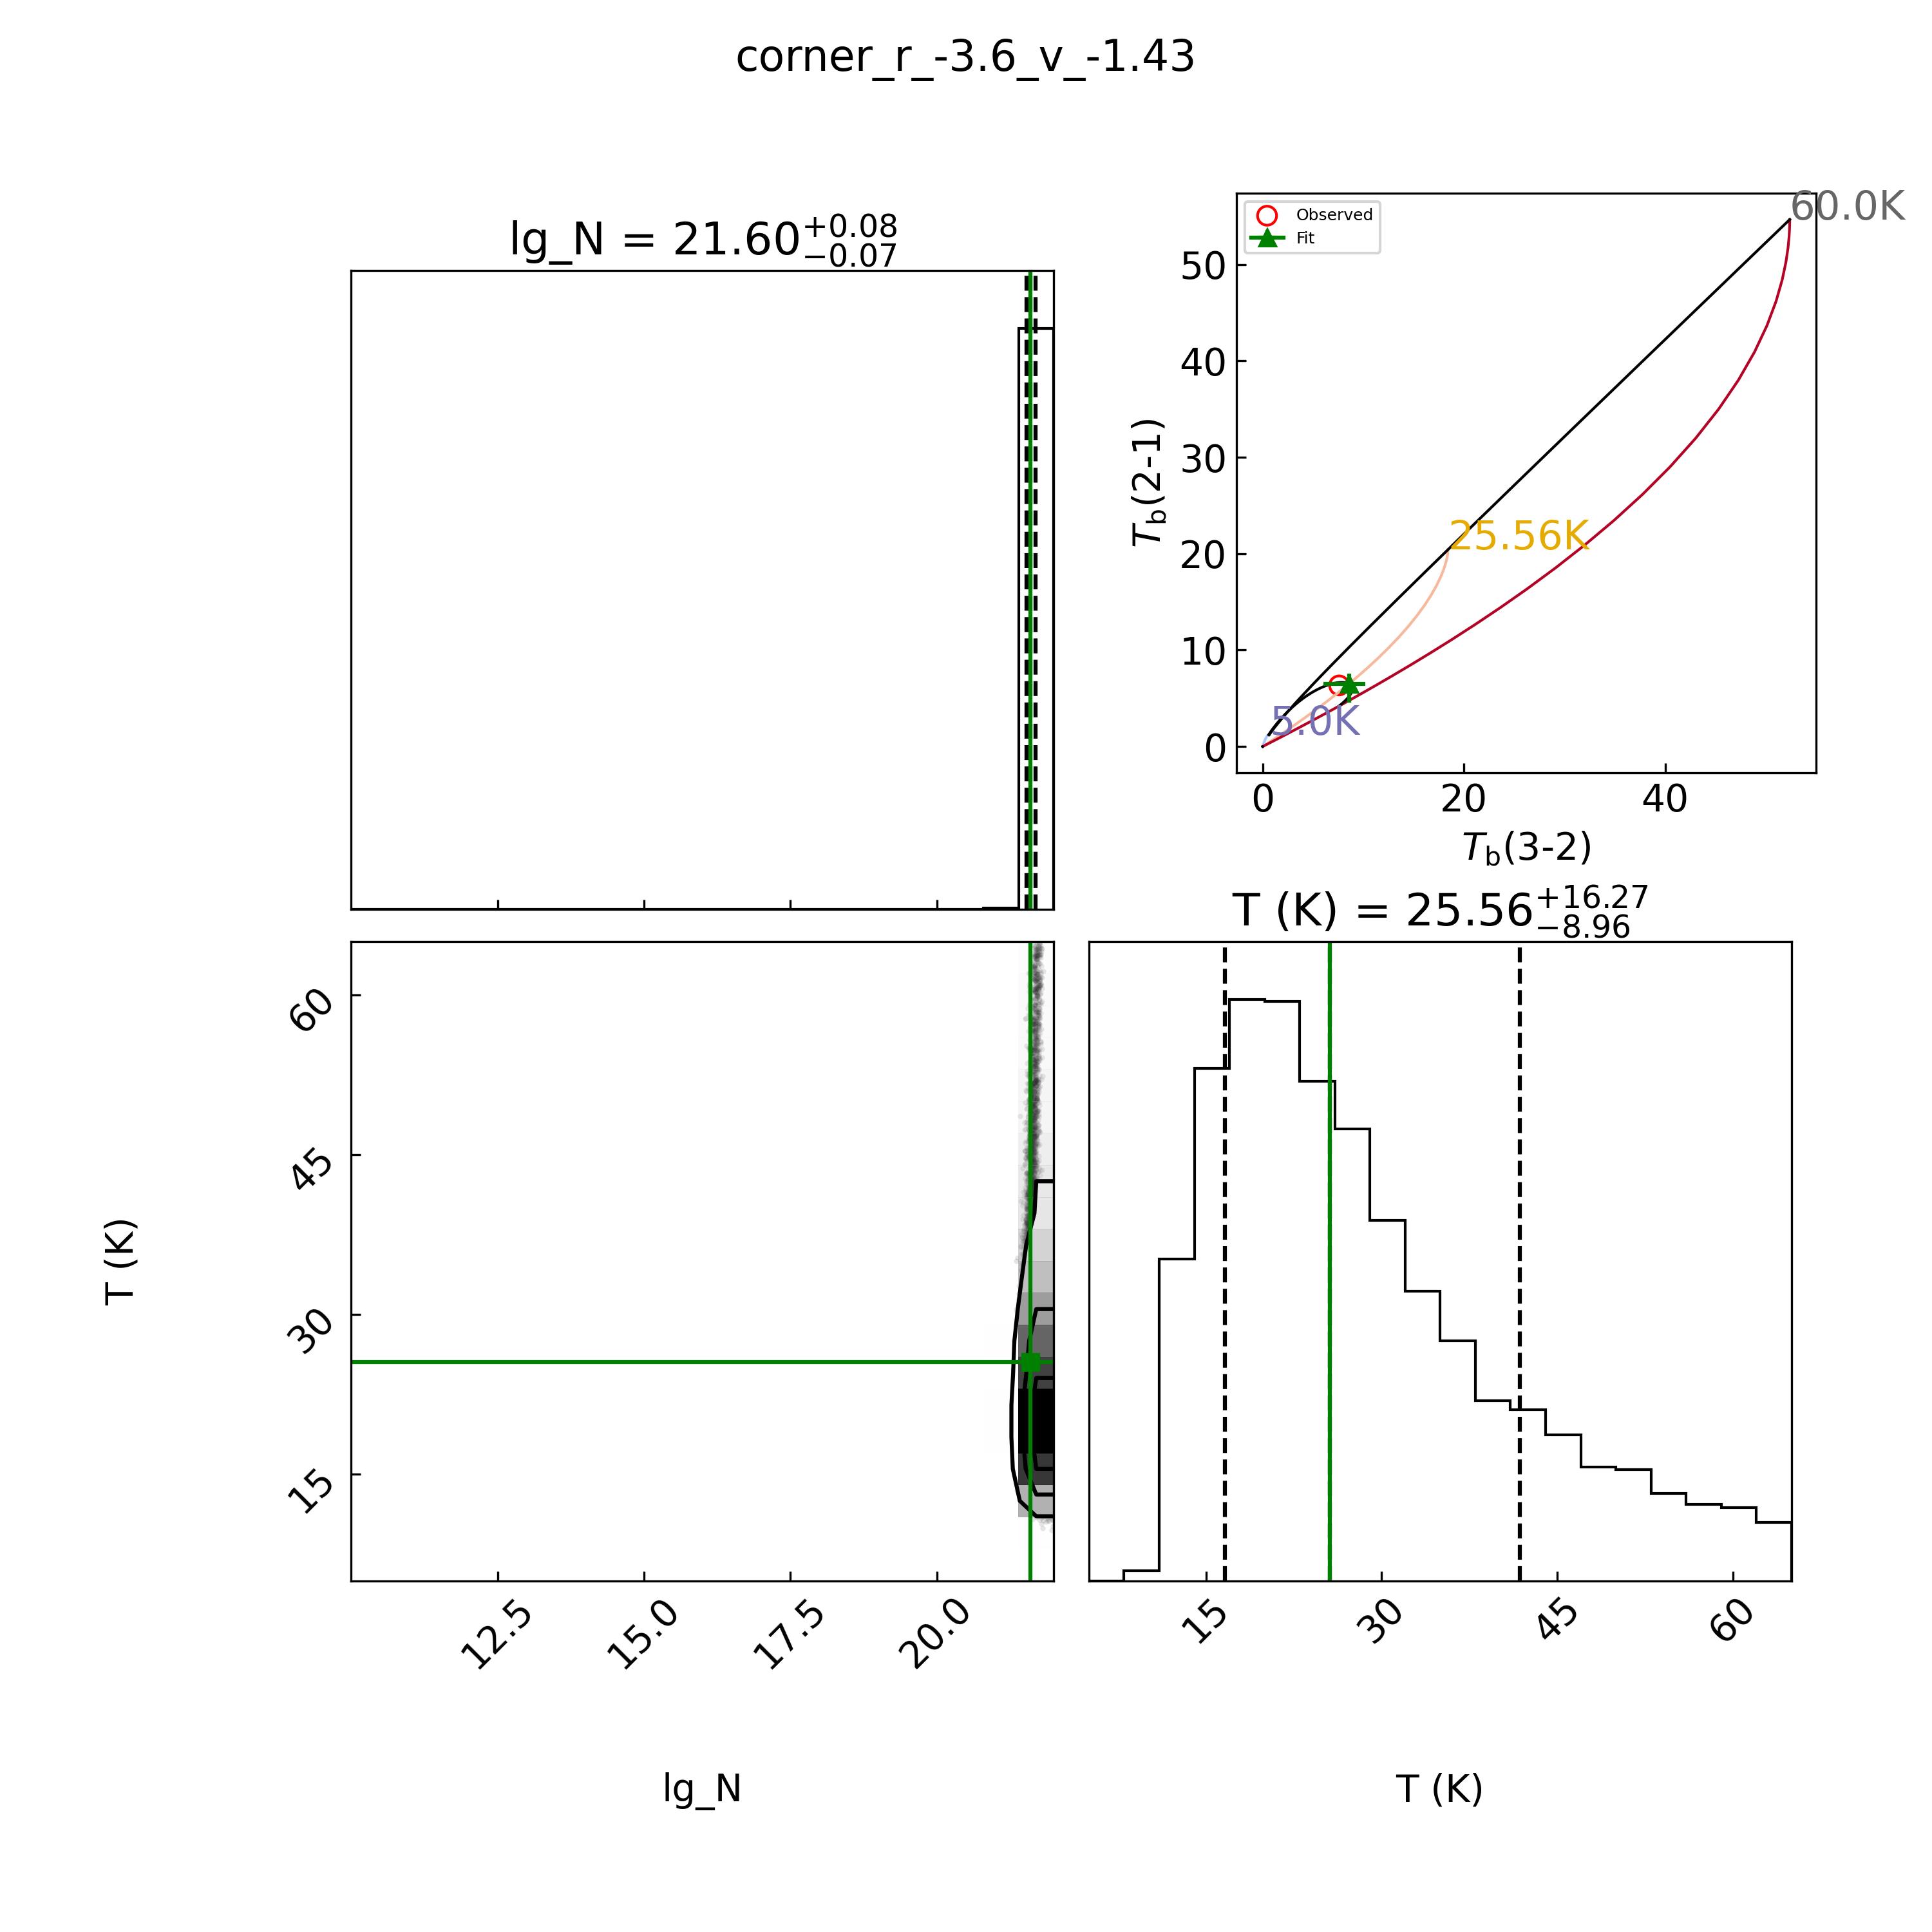 corner_r_-3.6_v_-1.43
lg_N = 21.60+0.08−0.07
Observed
Fit
60.0K
25.56K
5.0K
50
40
30
20
10
0
Tb(2-1)
0 20 40
Tb(3-2)
T (K) = 25.56+16.27−8.96
60
45
30
15
T (K)
12.5 15.0 17.5 20.0
lg_N
15 30 45 60
T (K)